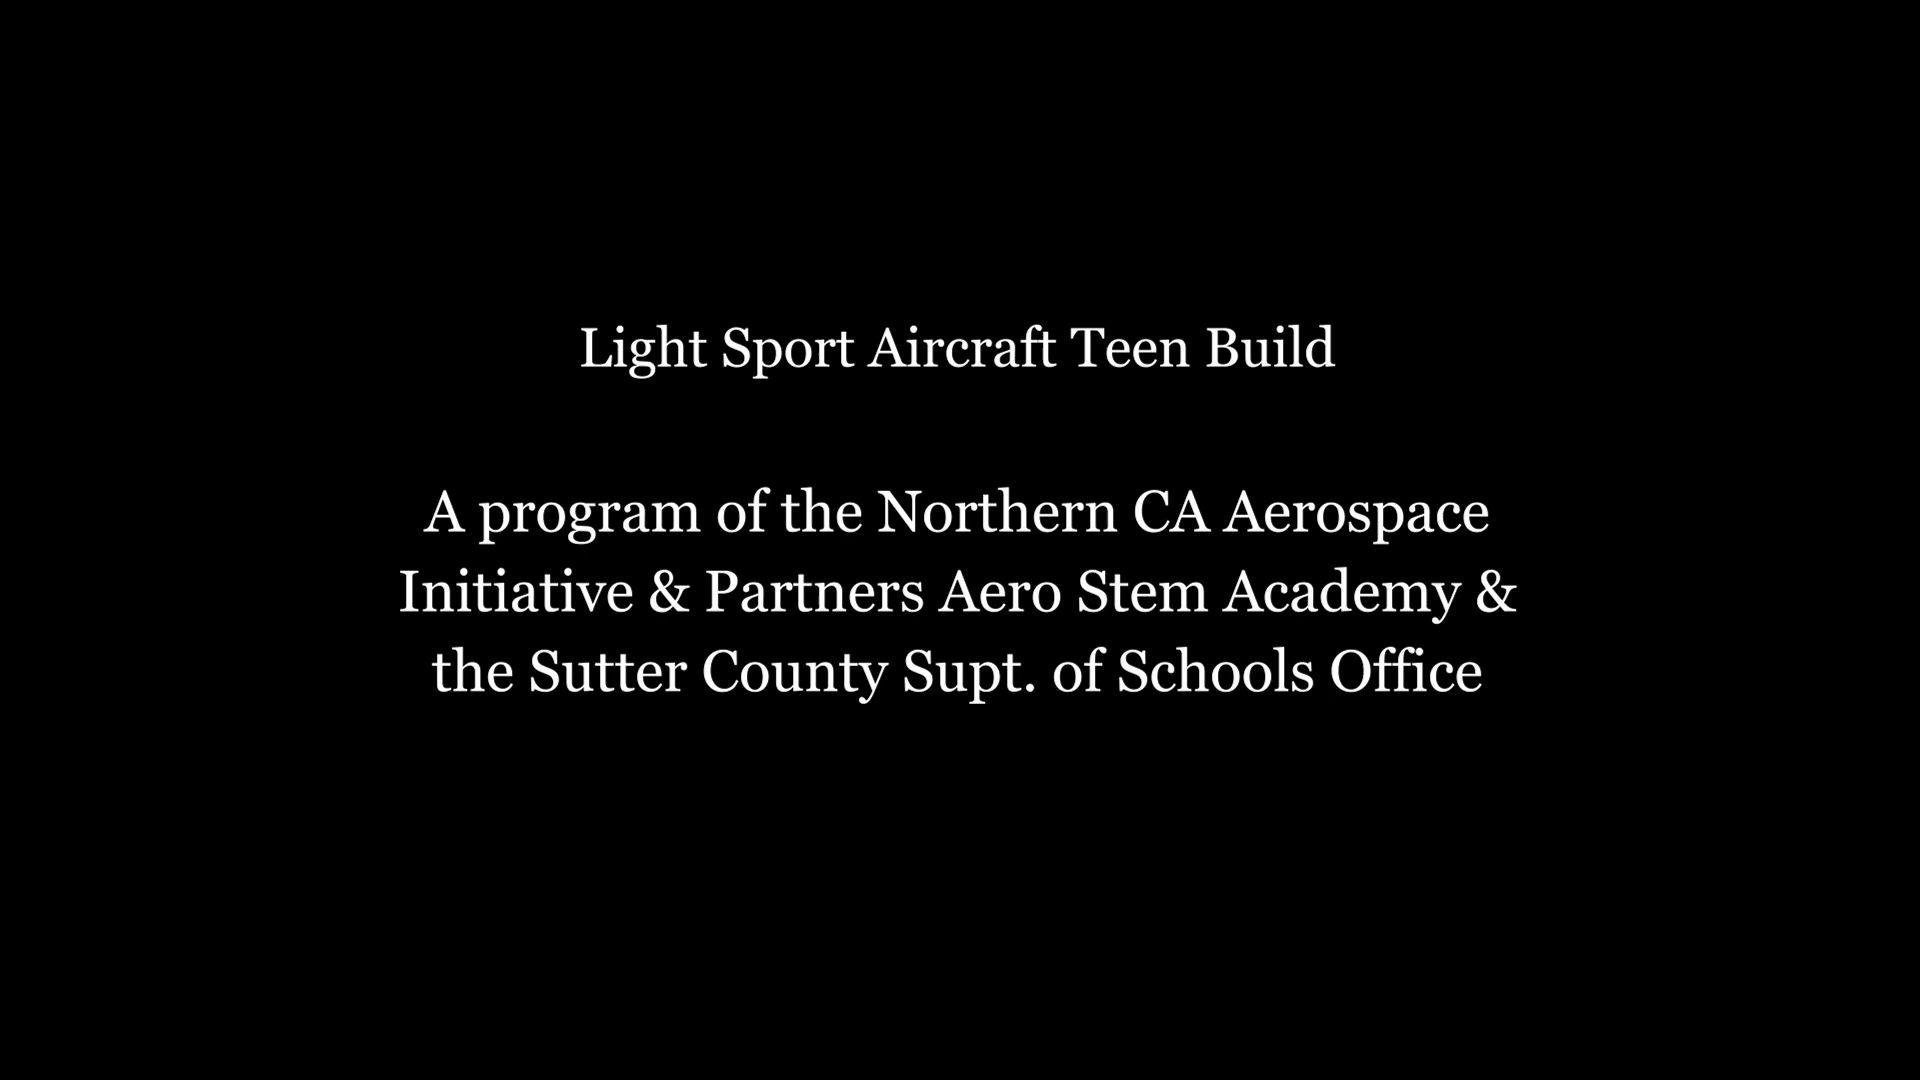 Light Sport Aircraft Teen Build
A program of the Northern CA Aerospace
Initiative & Partners Aero Stem Academy &
the Sutter County Supt. of Schools Office